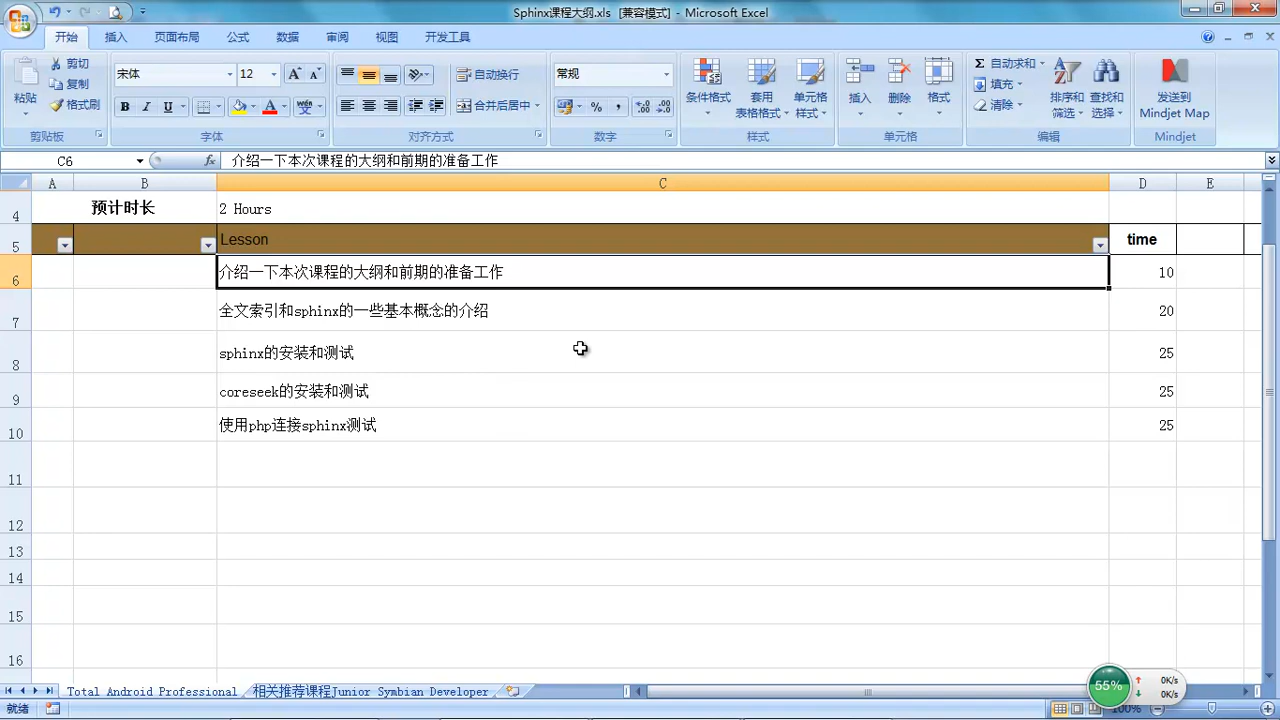 Sphinx课程大纲.xls [兼容模式] - Microsoft Excel
开始 插入 页面布局 公式 数据 审阅 视图 开发工具
粘贴 剪切 复制 格式刷
宋体 12
B I U A 
自动换行
合并后居中
常规
% ,
条件格式 套用表格格式 单元格样式
插入 删除 格式
Σ 自动求和 填充 清除
排序和筛选 查找和选择
发送到 Mindjet Map
剪贴板 字体 对齐方式 数字 样式 单元格 编辑 Mindjet
C6 fx 介绍一下本次课程的大纲和前期的准备工作
A B C D E
4 预计时长 2 Hours
5 Lesson time
6 介绍一下本次课程的大纲和前期的准备工作 10
7 全文索引和sphinx的一些基本概念的介绍 20
8 sphinx的安装和测试 25
9 coreseek的安装和测试 25
10 使用php连接sphinx测试 25
11
12
13
14
15
16
Total Android Professional 相关推荐课程Junior Symbian Developer
55% 0K/s
0K/s
就绪 100%